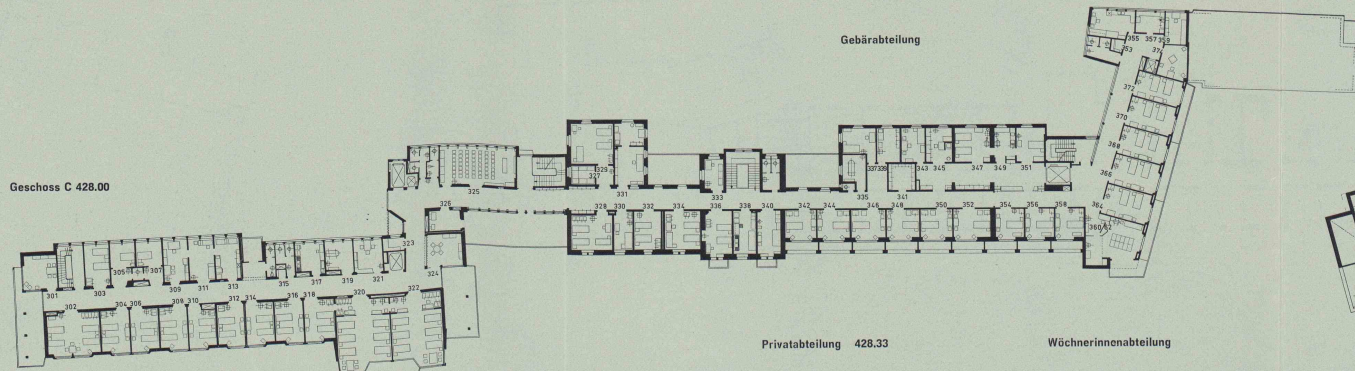 Gebärabteilung
Geschoss C 428.00
355 357 359
353 374
372
370
368
366
364
360/62
325
327 329
331
333
335 337 339 341 343 345 347 349 351
326
328 330 332 334 336 338 340 342 344 346 348 350 352 354 356 358
323
324
301 303 305 307 309 311 313 315 317 319 321
302 304 306 308 310 312 314 316 318 320 322
Privatabteilung 428.33
Wöchnerinnenabteilung